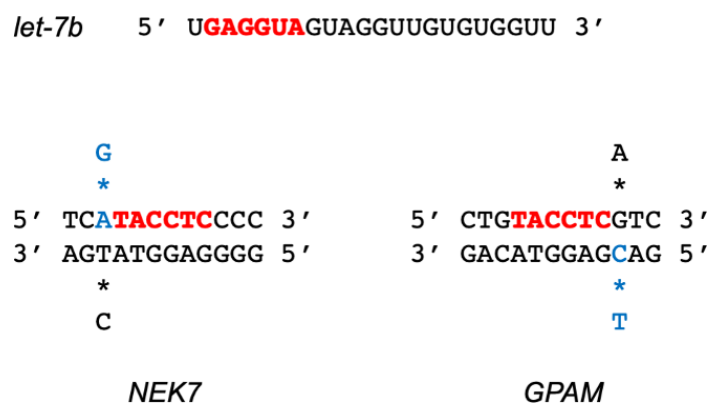 let-7b 5′ UGAGGUAGUAGGUUGUGUGGUU 3′
G A
* *
5′ TCATACCTCCCC 3′ 5′ CTGTACCTCGTC 3′
3′ AGTATGGAGGGG 5′ 3′ GACATGGAGCAG 5′
* *
C T
NEK7 GPAM